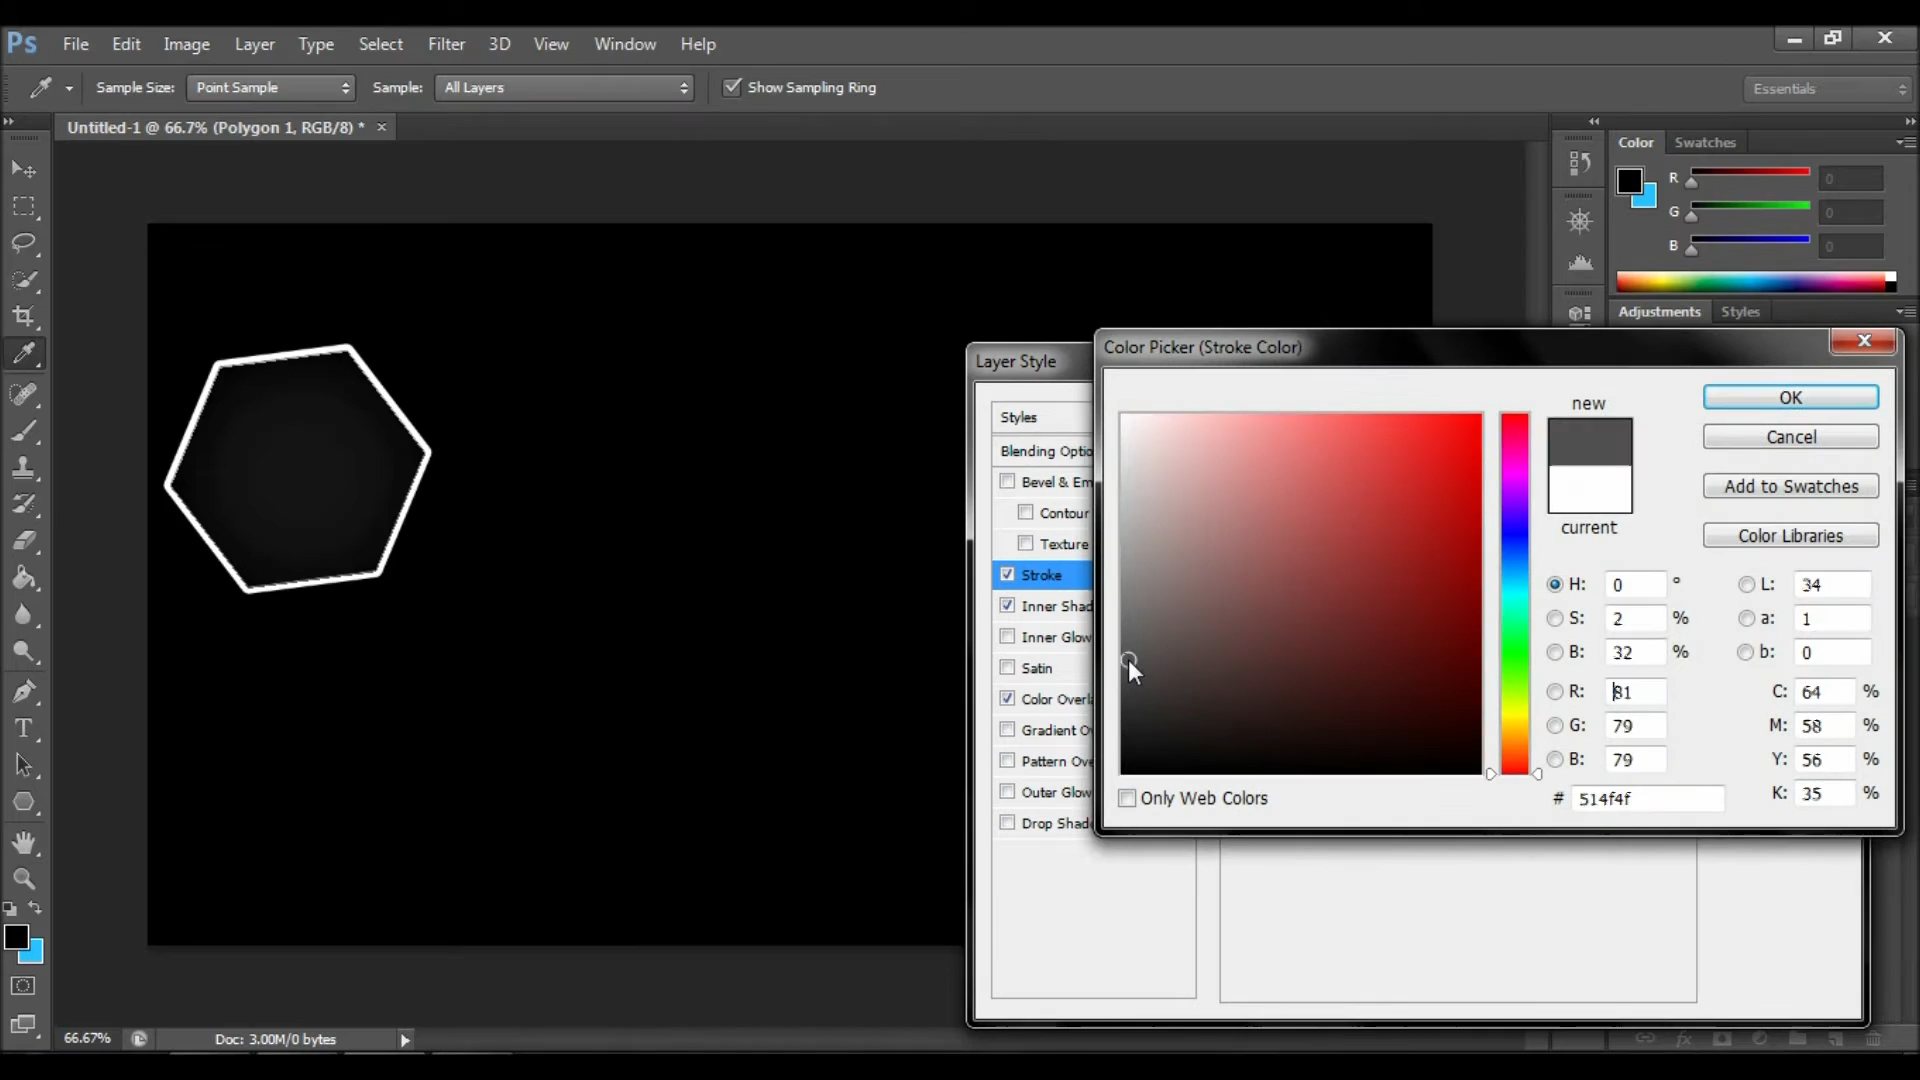 Ps File Edit Image Layer Type Select Filter 3D View Window Help
Sample Size: Point Sample Sample: All Layers Show Sampling Ring Essentials
Untitled-1 @ 66.7% (Polygon 1, RGB/8) * ×
Color Swatches
R 0
G 0
B 0
Adjustments Styles
Layer Style
Styles
Blending Optio
Bevel & Em
Contour
Texture
Stroke
Inner Shad
Inner Glow
Satin
Color Overla
Gradient Ov
Pattern Ove
Outer Glow
Drop Shado
Color Picker (Stroke Color)
new
current
OK
Cancel
Add to Swatches
Color Libraries
H: 0 ° L: 34
S: 2 % a: 1
B: 32 % b: 0
R: 81 C: 64 %
G: 79 M: 58 %
B: 79 Y: 56 %
# 514f4f K: 35 %
Only Web Colors
T
66.67% Doc: 3.00M/0 bytes
fx